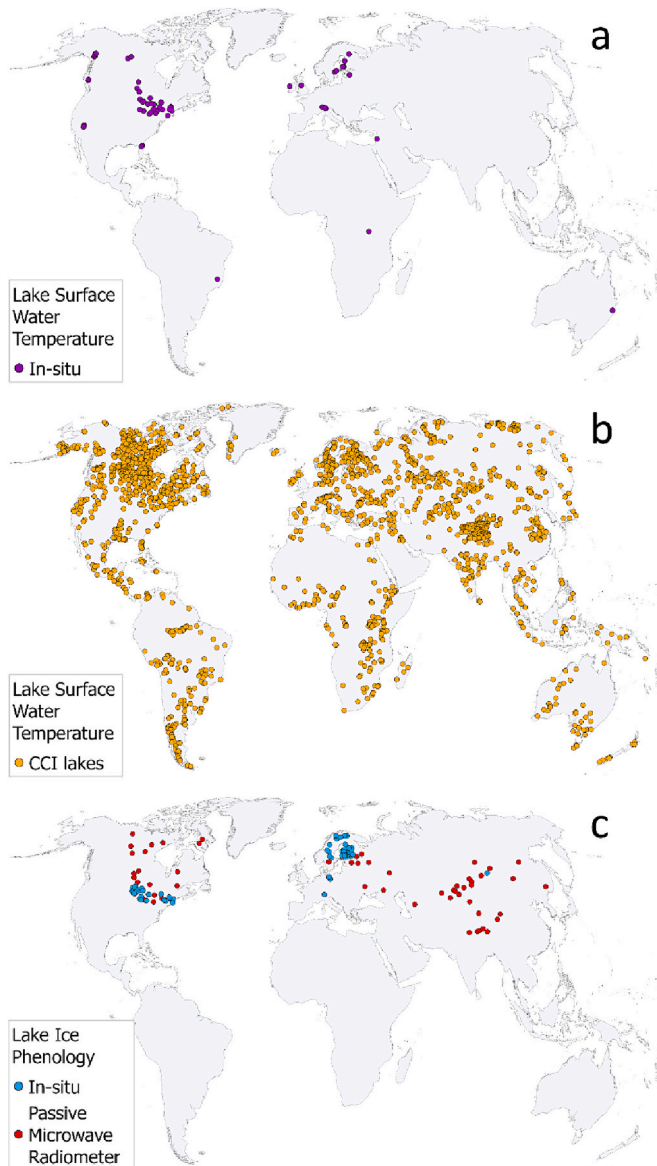 a
Lake Surface
Water
Temperature
In-situ
b
Lake Surface
Water
Temperature
CCI lakes
c
Lake Ice
Phenology
In-situ
Passive
Microwave
Radiometer